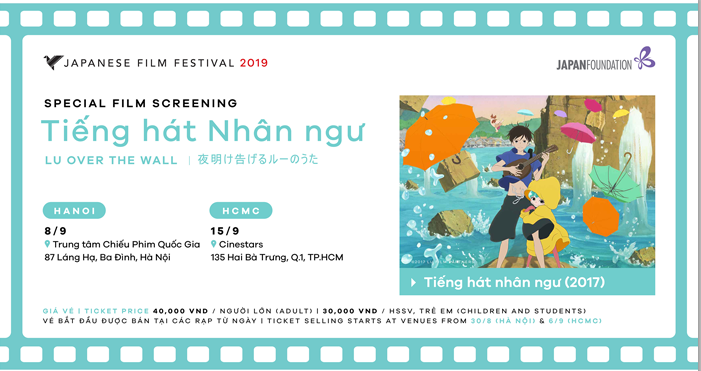 JAPANESE FILM FESTIVAL 2019
JAPANFOUNDATION
SPECIAL FILM SCREENING
Tiếng hát Nhân ngư
LU OVER THE WALL | 夜明け告げるルーのうた
HANOI
8/9
Trung tâm Chiếu Phim Quốc Gia
87 Láng Hạ, Ba Đình, Hà Nội
HCMC
15/9
Cinestars
135 Hai Bà Trưng, Q.1, TP.HCM
Tiếng hát nhân ngư (2017)
GIÁ VÉ | TICKET PRICE 40,000 VND / NGƯỜI LỚN (ADULT) | 30,000 VND / HSSV, TRẺ EM (CHILDREN AND STUDENTS)
VÉ BẮT ĐẦU ĐƯỢC BÁN TẠI CÁC RẠP TỪ NGÀY | TICKET SELLING STARTS AT VENUES FROM 30/8 (HÀ NỘI) & 6/9 (HCMC)